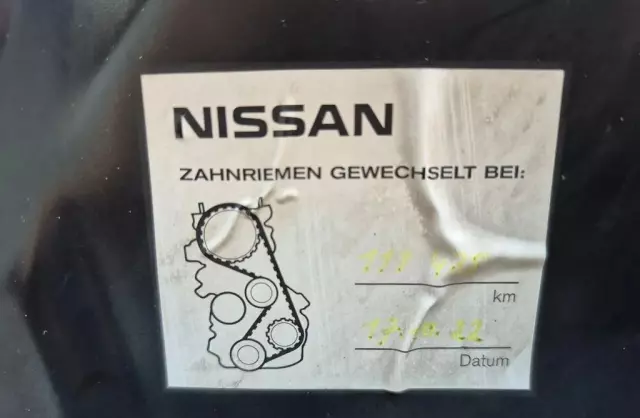 NISSAN
ZAHNRIEMEN GEWECHSELT BEI:
km
Datum